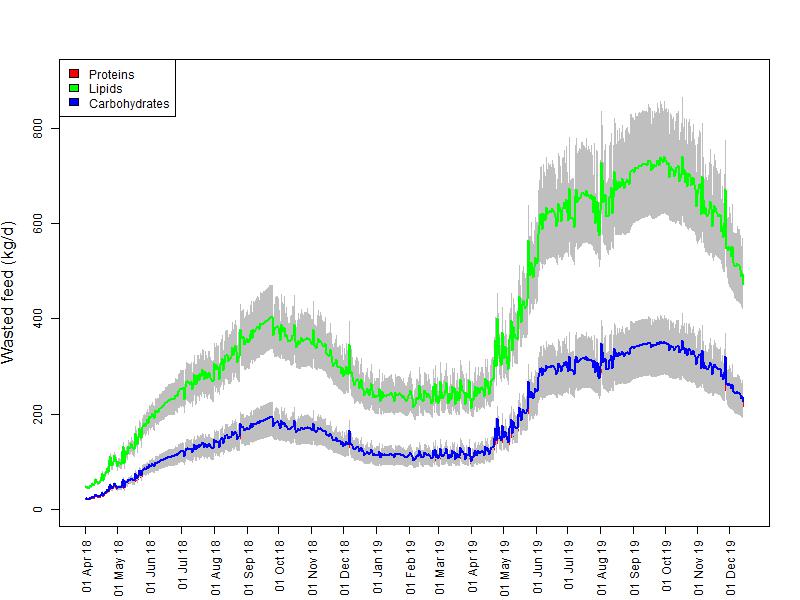 Proteins
Lipids
Carbohydrates
Wasted feed (kg/d)
800
600
400
200
0
01 Apr 18
01 May 18
01 Jun 18
01 Jul 18
01 Aug 18
01 Sep 18
01 Oct 18
01 Nov 18
01 Dec 18
01 Jan 19
01 Feb 19
01 Mar 19
01 Apr 19
01 May 19
01 Jun 19
01 Jul 19
01 Aug 19
01 Sep 19
01 Oct 19
01 Nov 19
01 Dec 19